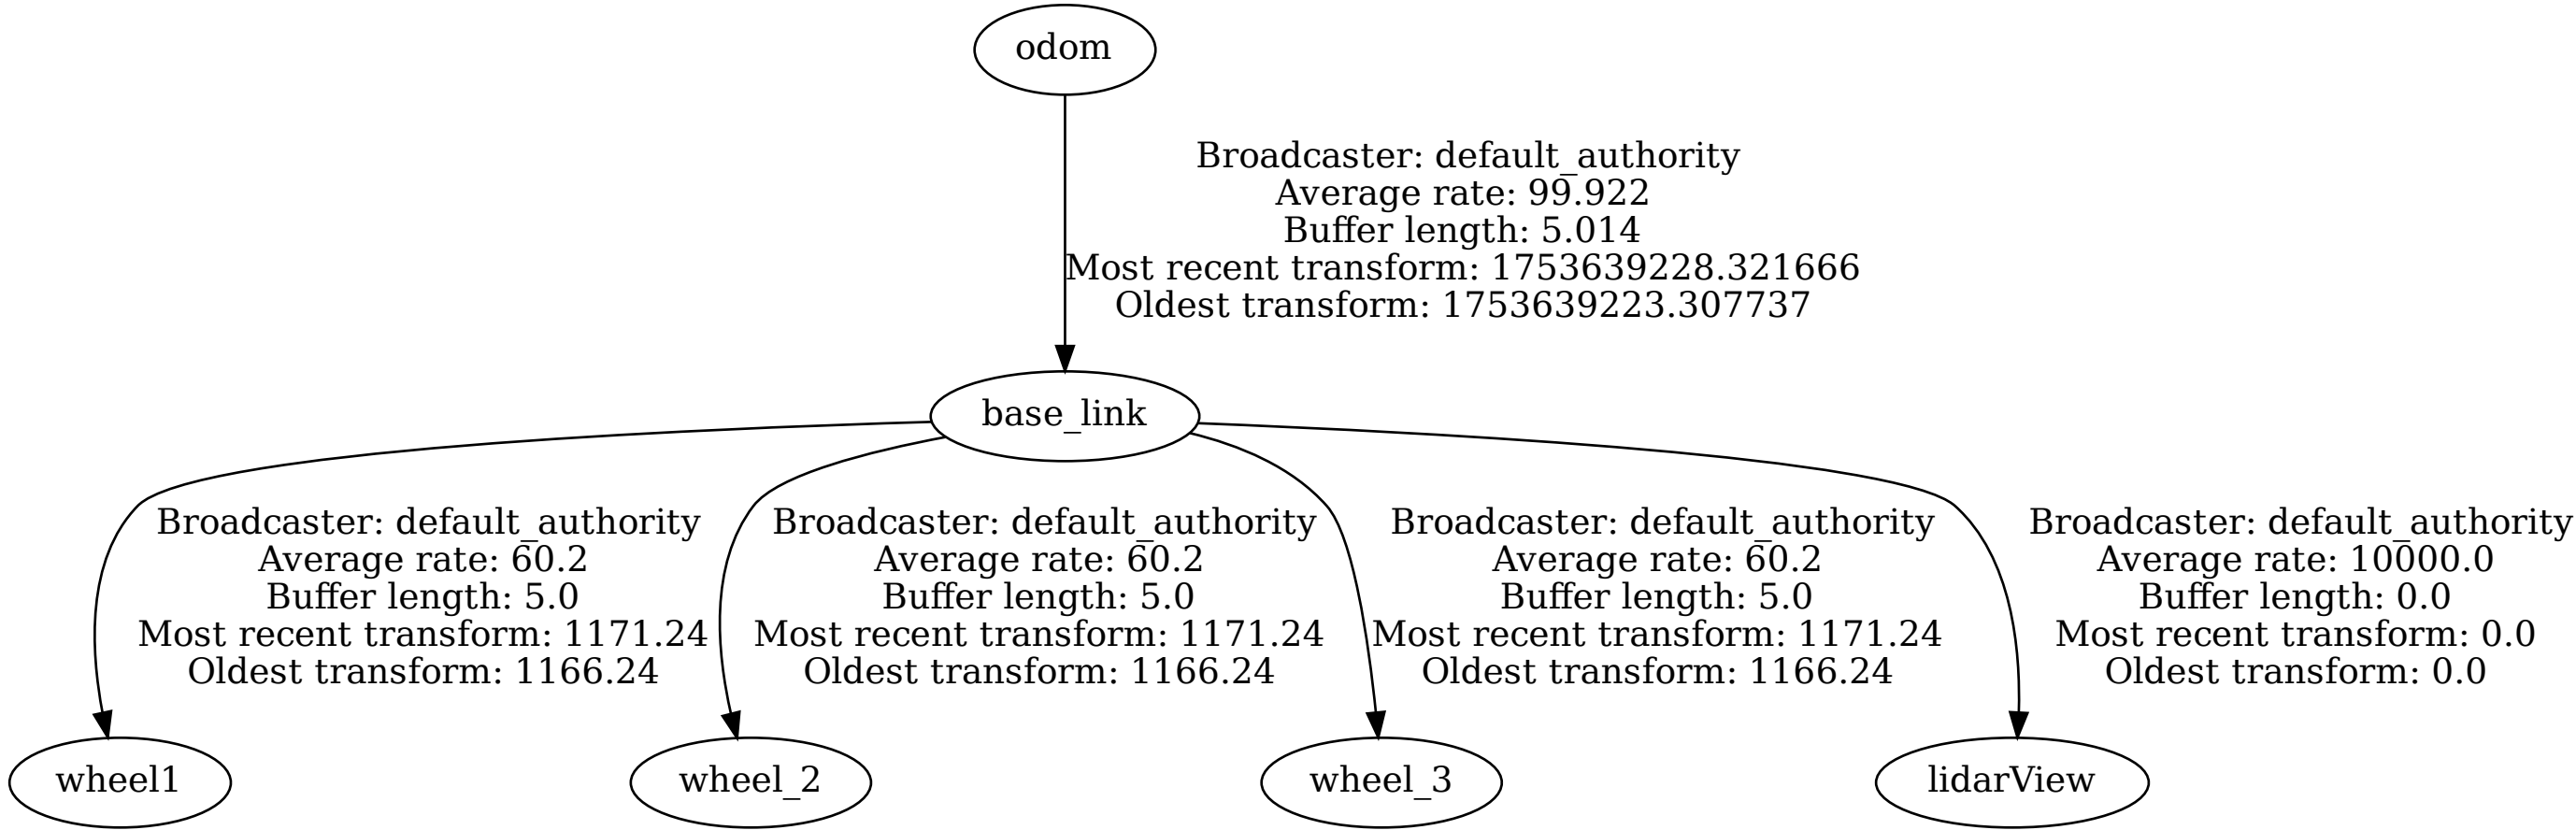 odom
Broadcaster: default_authority
Average rate: 99.922
Buffer length: 5.014
Most recent transform: 1753639228.321666
Oldest transform: 1753639223.307737
base_link
Broadcaster: default_authority
Average rate: 60.2
Buffer length: 5.0
Most recent transform: 1171.24
Oldest transform: 1166.24
Broadcaster: default_authority
Average rate: 60.2
Buffer length: 5.0
Most recent transform: 1171.24
Oldest transform: 1166.24
Broadcaster: default_authority
Average rate: 60.2
Buffer length: 5.0
Most recent transform: 1171.24
Oldest transform: 1166.24
Broadcaster: default_authority
Average rate: 10000.0
Buffer length: 0.0
Most recent transform: 0.0
Oldest transform: 0.0
wheel1
wheel_2
wheel_3
lidarView